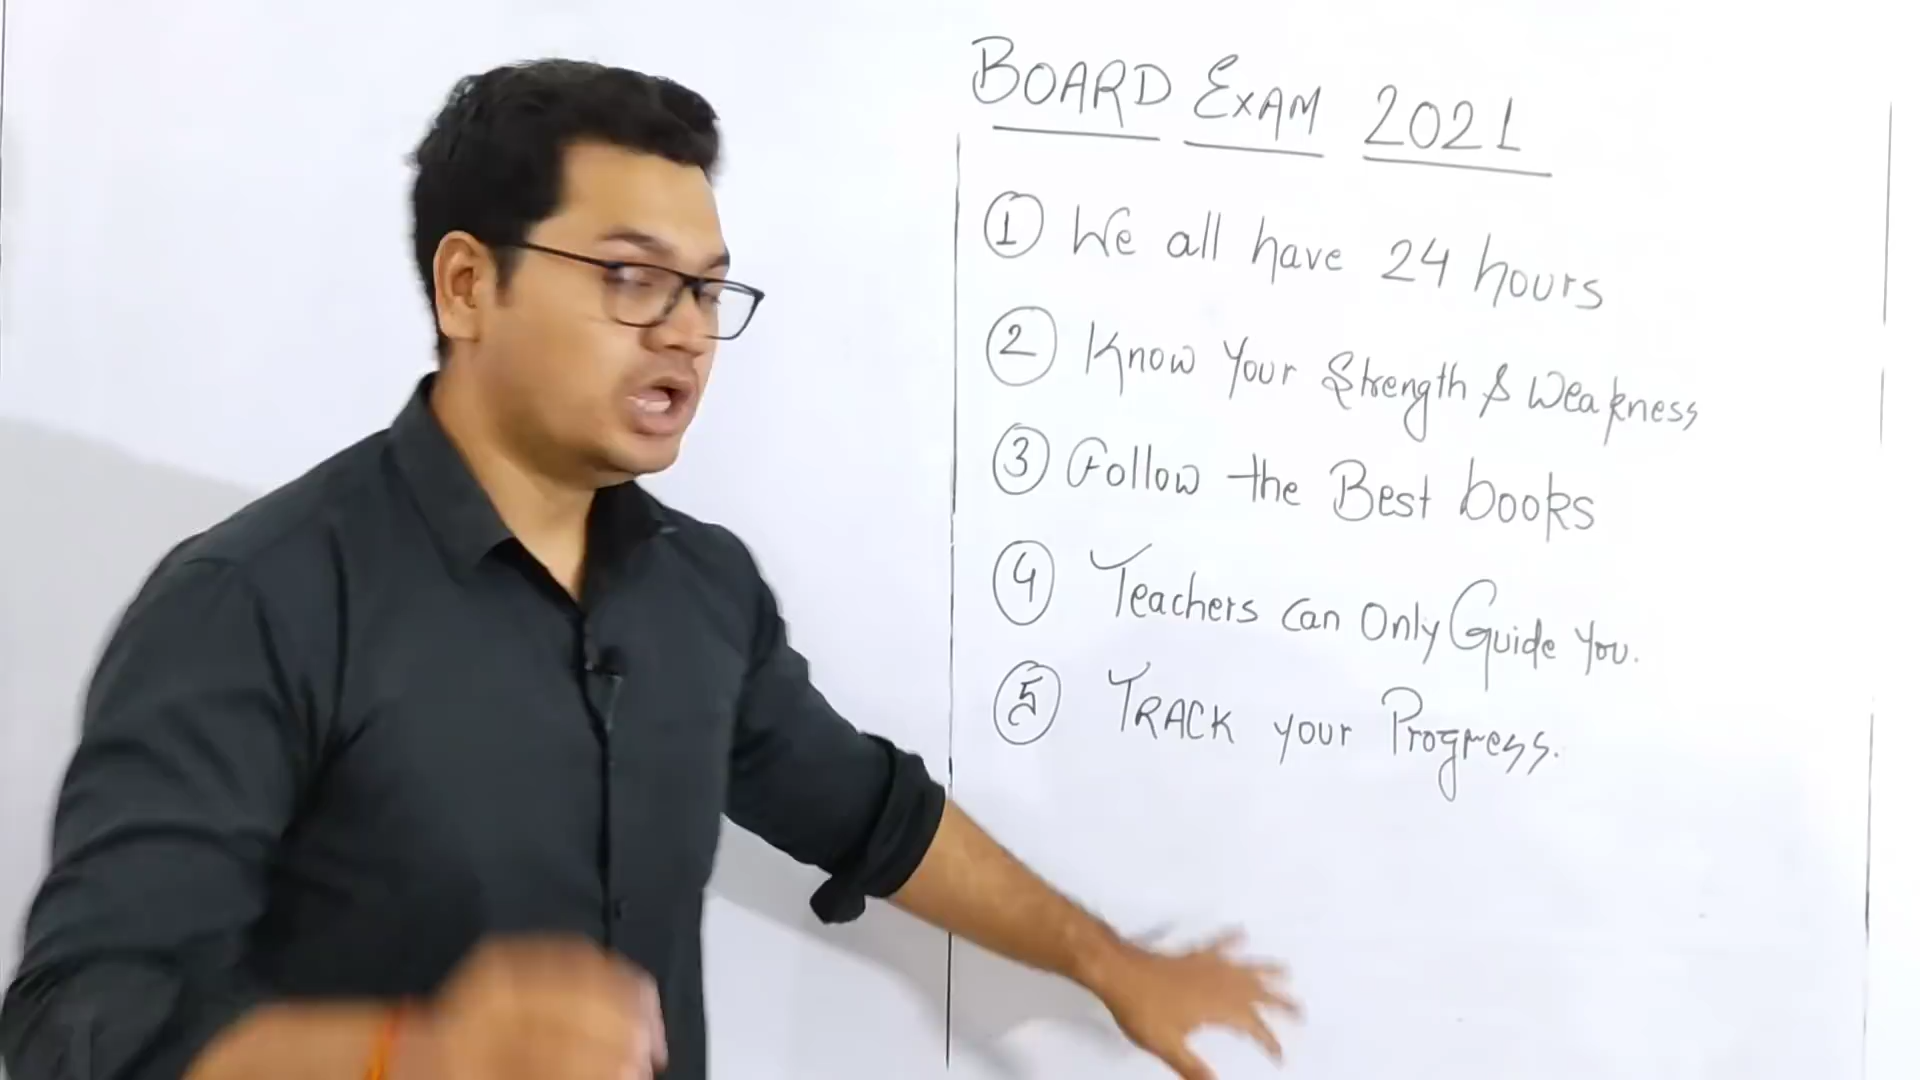 BOARD EXAM 2021
① We all have 24 hours
② Know Your Strength & Weakness
③ Follow the Best books
④ Teachers Can Only Guide You.
⑤ TRACK your Progress.